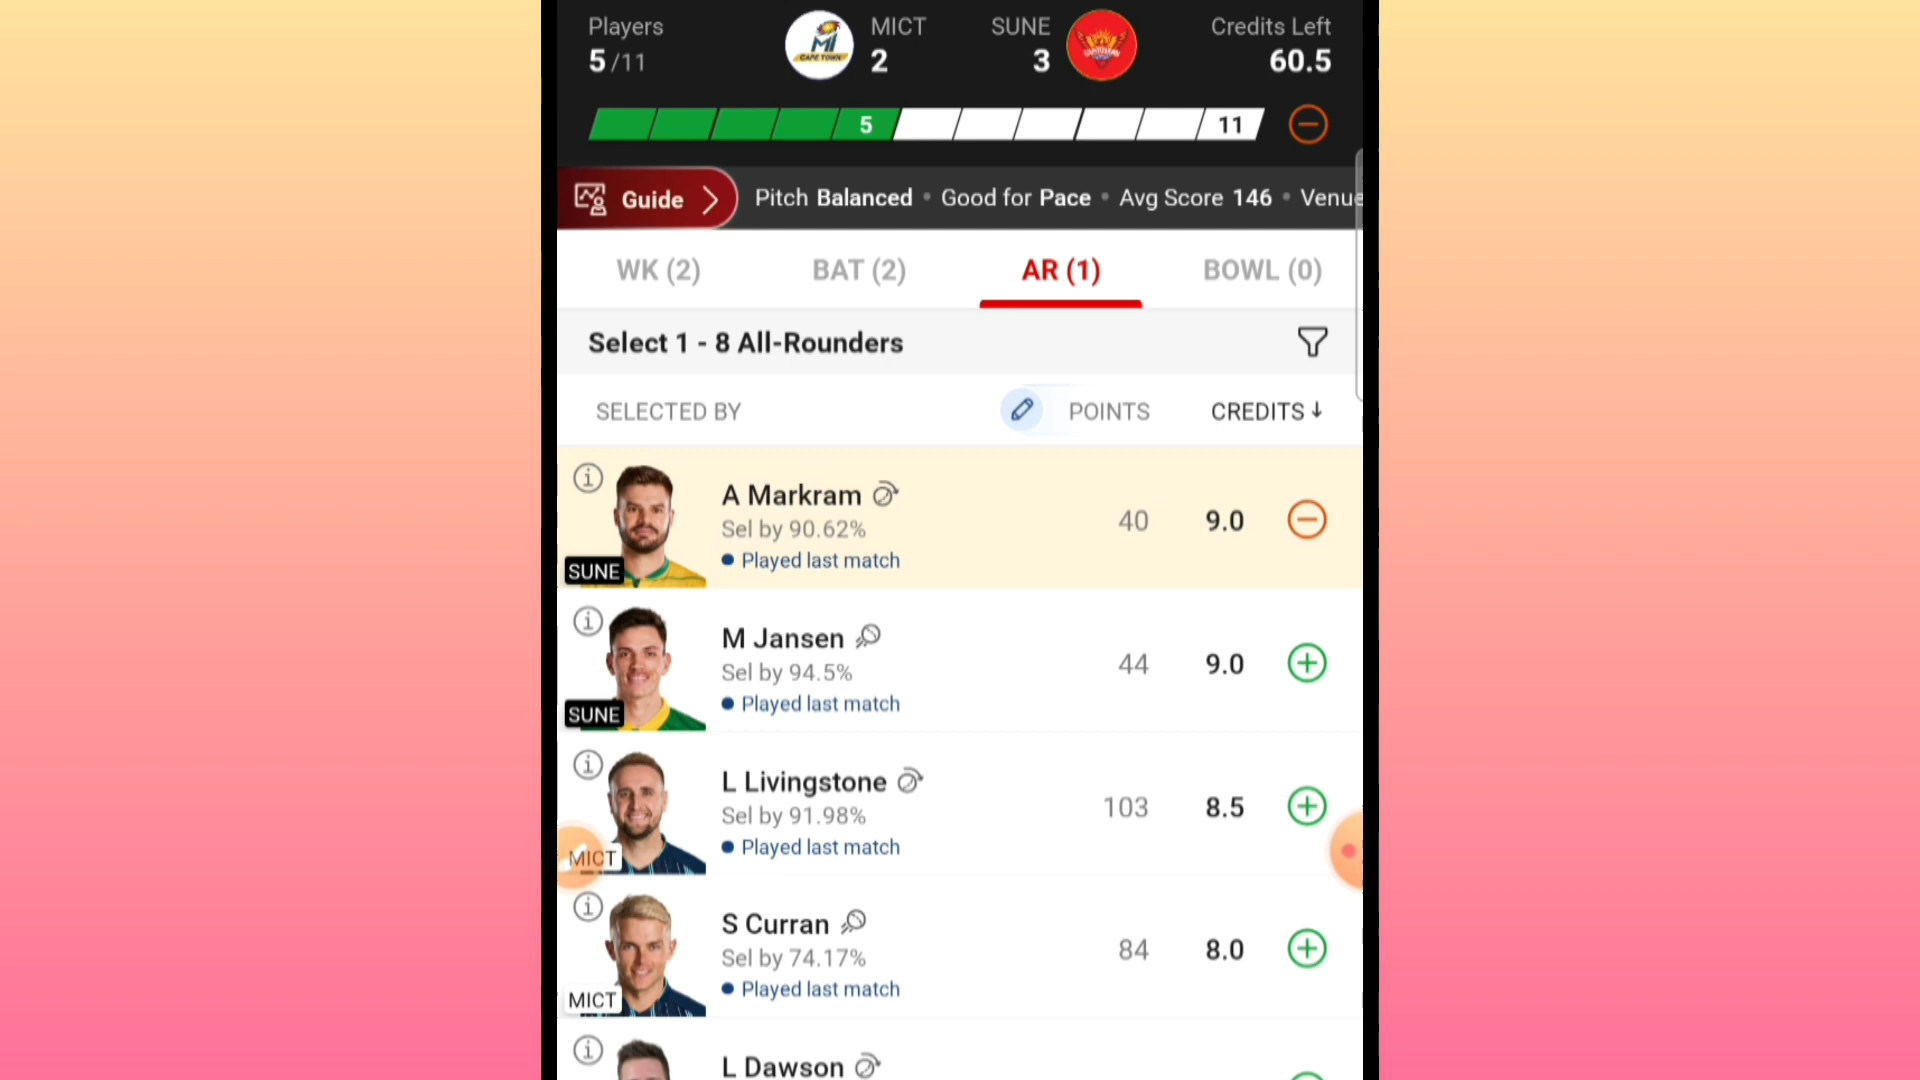 Players
5 /11
MICT
2
SUNE
3
Credits Left
60.5
5
11
Guide
Pitch Balanced • Good for Pace • Avg Score 146 • Venue
WK (2)
BAT (2)
AR (1)
BOWL (0)
Select 1 - 8 All-Rounders
SELECTED BY
POINTS
CREDITS ↓
A Markram
Sel by 90.62%
Played last match
SUNE
40
9.0
M Jansen
Sel by 94.5%
Played last match
SUNE
44
9.0
L Livingstone
Sel by 91.98%
Played last match
MICT
103
8.5
S Curran
Sel by 74.17%
Played last match
MICT
84
8.0
L Dawson